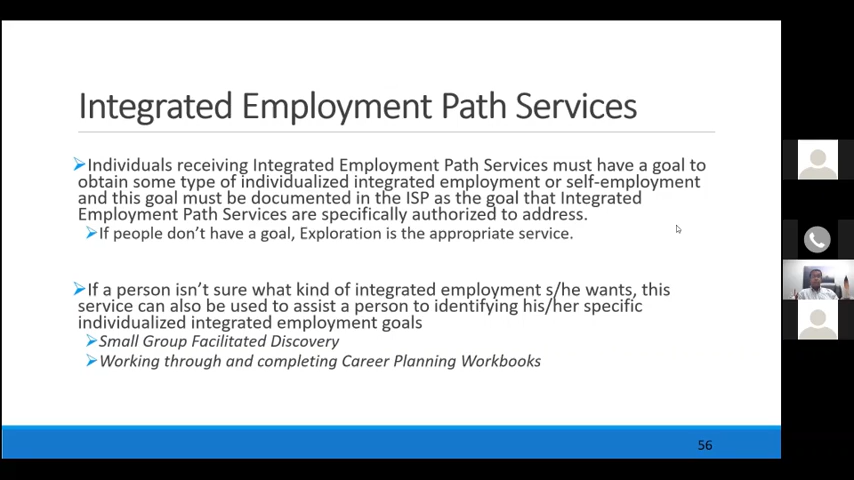 Integrated Employment Path Services
Individuals receiving Integrated Employment Path Services must have a goal to
obtain some type of individualized integrated employment or self-employment
and this goal must be documented in the ISP as the goal that Integrated
Employment Path Services are specifically authorized to address.
If people don't have a goal, Exploration is the appropriate service.
If a person isn't sure what kind of integrated employment s/he wants, this
service can also be used to assist a person to identifying his/her specific
individualized integrated employment goals
Small Group Facilitated Discovery
Working through and completing Career Planning Workbooks
56